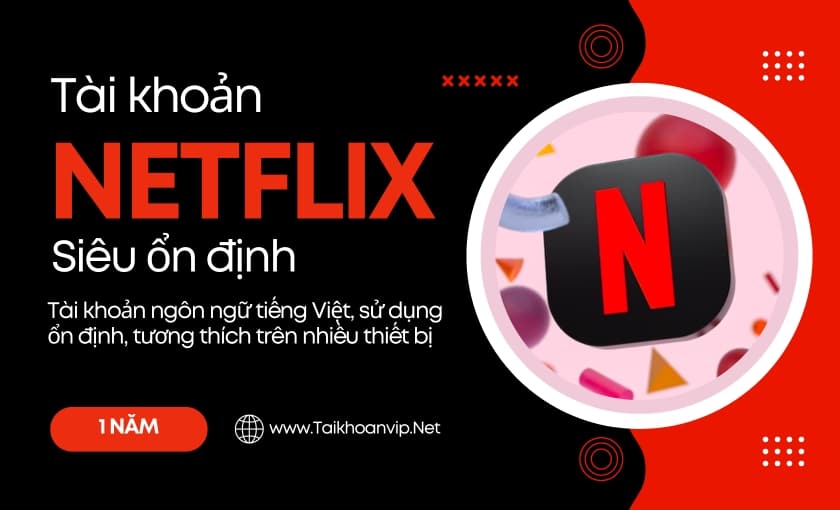 Tài khoản
NETFLIX
Siêu ổn định
Tài khoản ngôn ngữ tiếng Việt, sử dụng
ổn định, tương thích trên nhiều thiết bị
1 NĂM
www.Taikhoanvip.Net
N